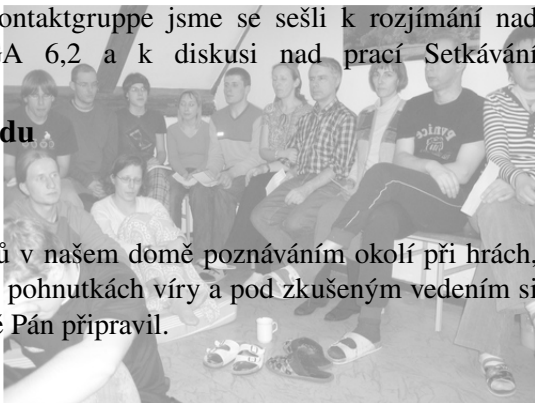 ontaktgruppe jsme se sešli k rozjímání nad
GA 6,2 a k diskusi nad prací Setkávání
du
ů v našem domě poznáváním okolí při hrách,
pohnutkách víry a pod zkušeným vedením si
é Pán připravil.